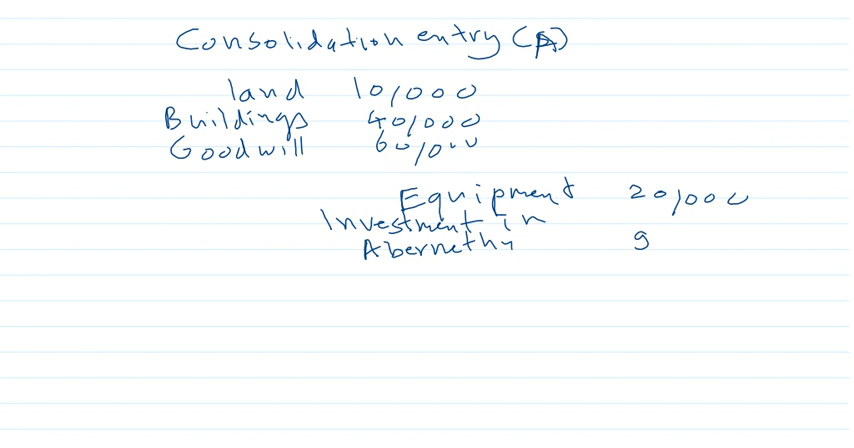 Consolidation entry (A)
land 10,000
Buildings 40,000
Goodwill 60,000
Equipment 20,000
Investment in
Abernethy 9